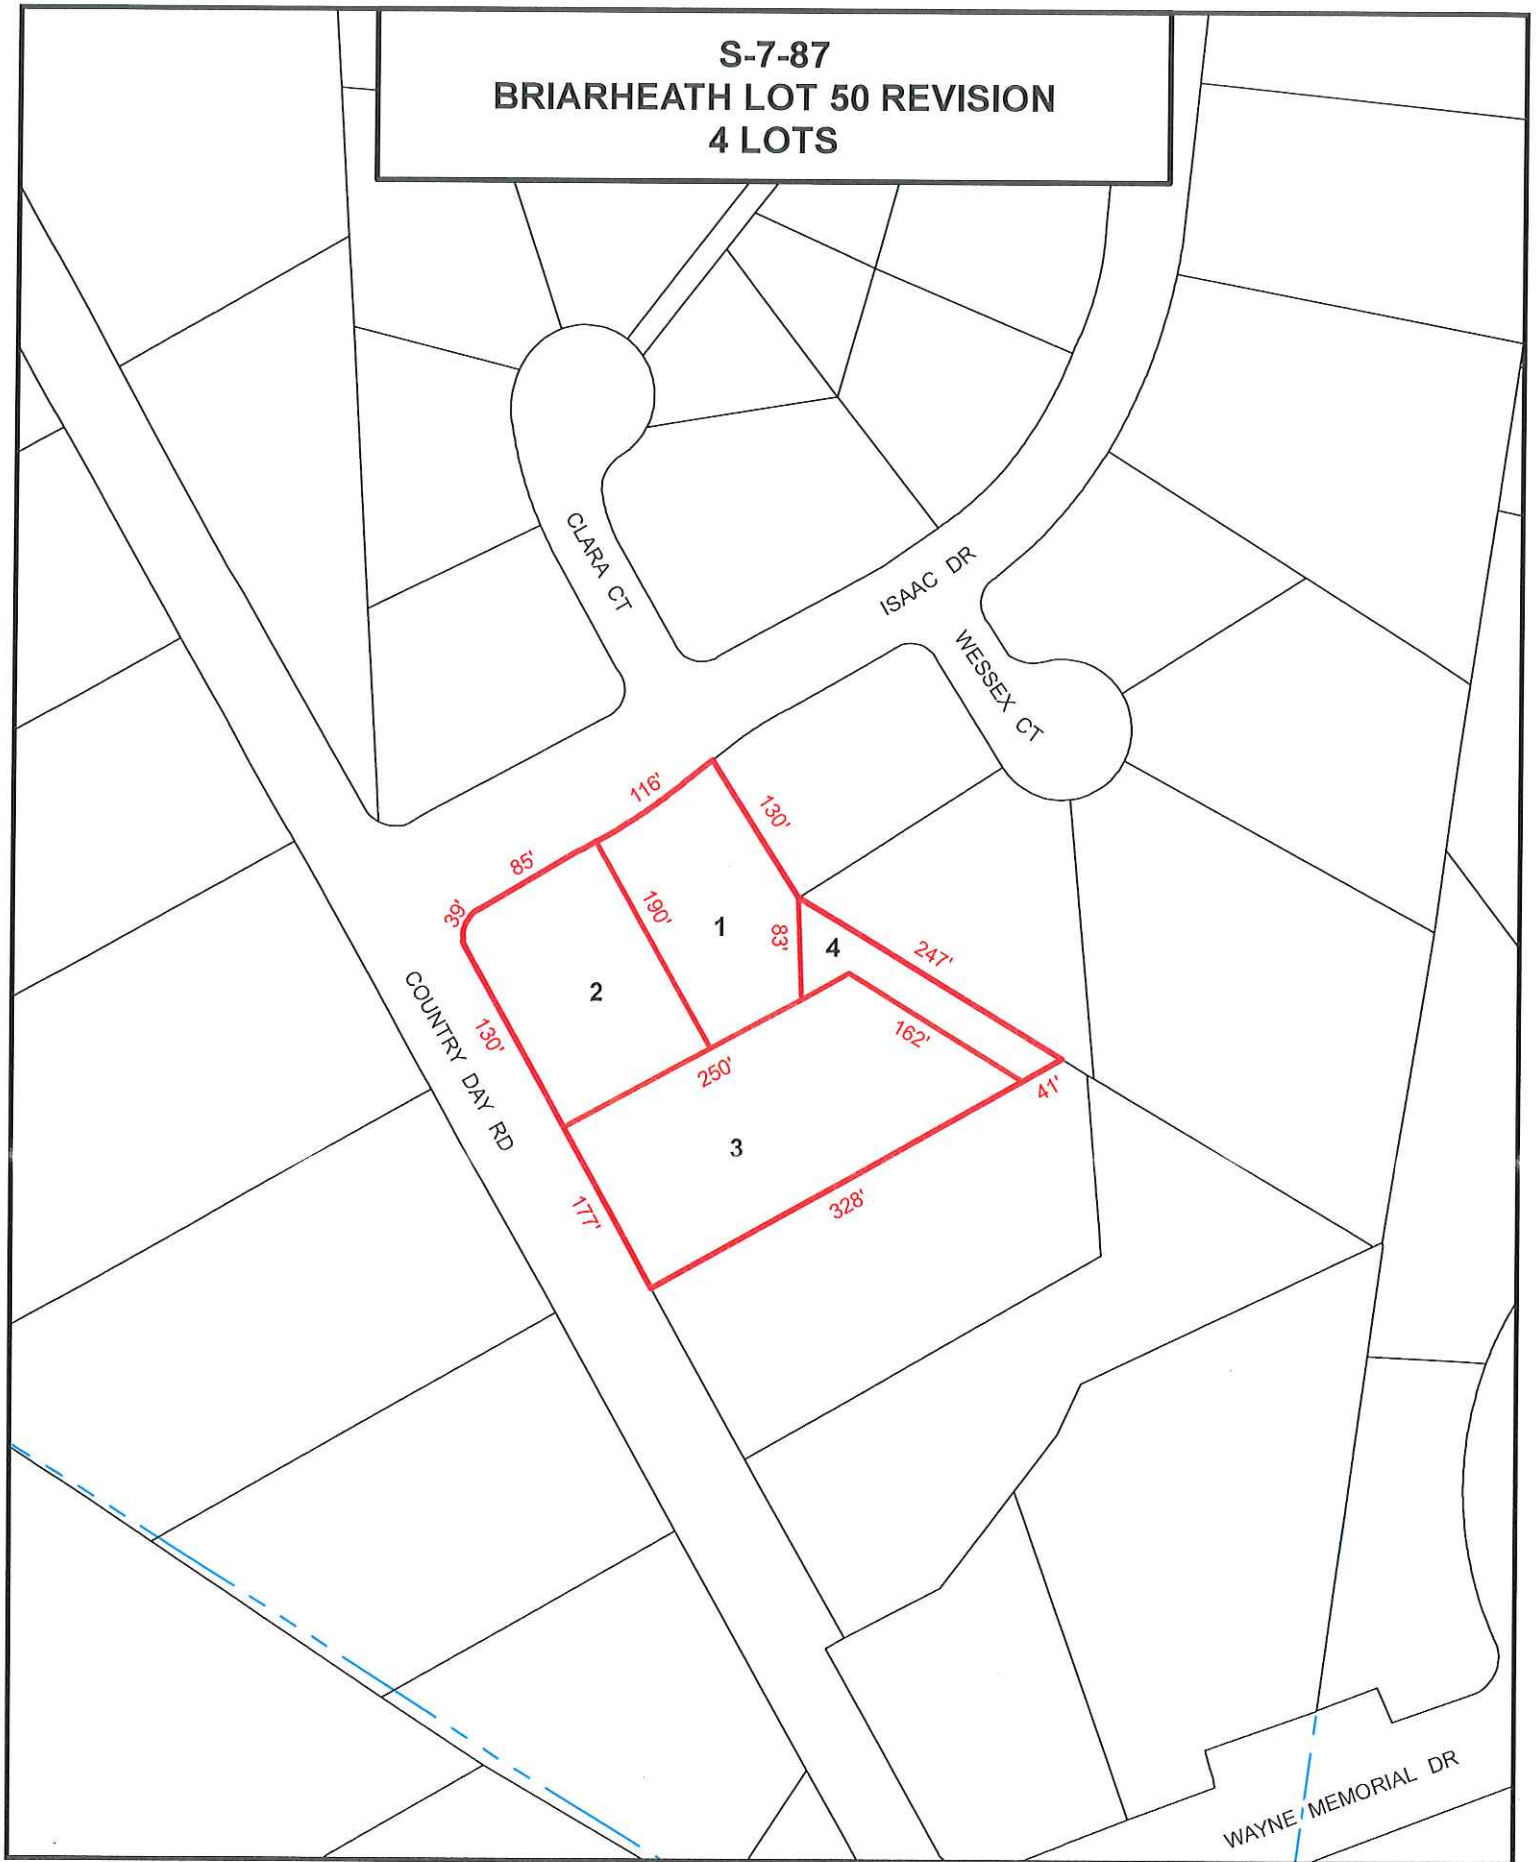 S-7-87
BRIARHEATH LOT 50 REVISION
4 LOTS
CLARA CT
ISAAC DR
WESSEX CT
116'
130'
85'
39'
190'
1
83'
4
247'
2
COUNTRY DAY RD
130'
162'
250'
41'
3
177'
328'
WAYNE MEMORIAL DR